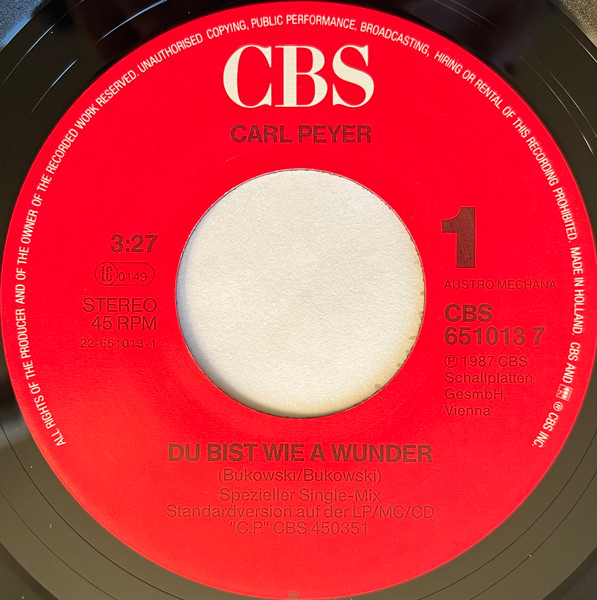 ALL RIGHTS OF THE PRODUCER AND OF THE OWNER OF THE RECORDED WORK RESERVED. UNAUTHORISED COPYING, PUBLIC PERFORMANCE, BROADCASTING, HIRING OR RENTAL OF THIS RECORDING PROHIBITED. MADE IN HOLLAND. CBS AND ℗ CBS INC.
CBS
CARL PEYER
3:27
LC 0149
STEREO
45 RPM
22-651013-1
1
AUSTRO MECHANA
CBS
651013 7
℗ 1987 CBS
Schallplatten
GesmbH,
Vienna
DU BIST WIE A WUNDER
(Bukowski/Bukowski)
Spezieller Single-Mix
Standardversion auf der LP/MC/CD
"C.P." CBS 450351